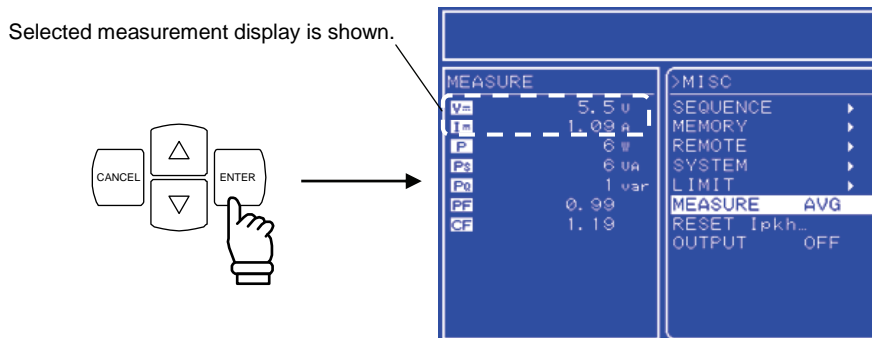 Selected measurement display is shown.
CANCEL
ENTER
MEASURE
V= 5.5 V
I= 1.09 A
P 6 W
PS 6 VA
PQ 1 var
PF 0.99
CF 1.19
>MISC
SEQUENCE
MEMORY
REMOTE
SYSTEM
LIMIT
MEASURE AVG
RESET Ipkh…
OUTPUT OFF